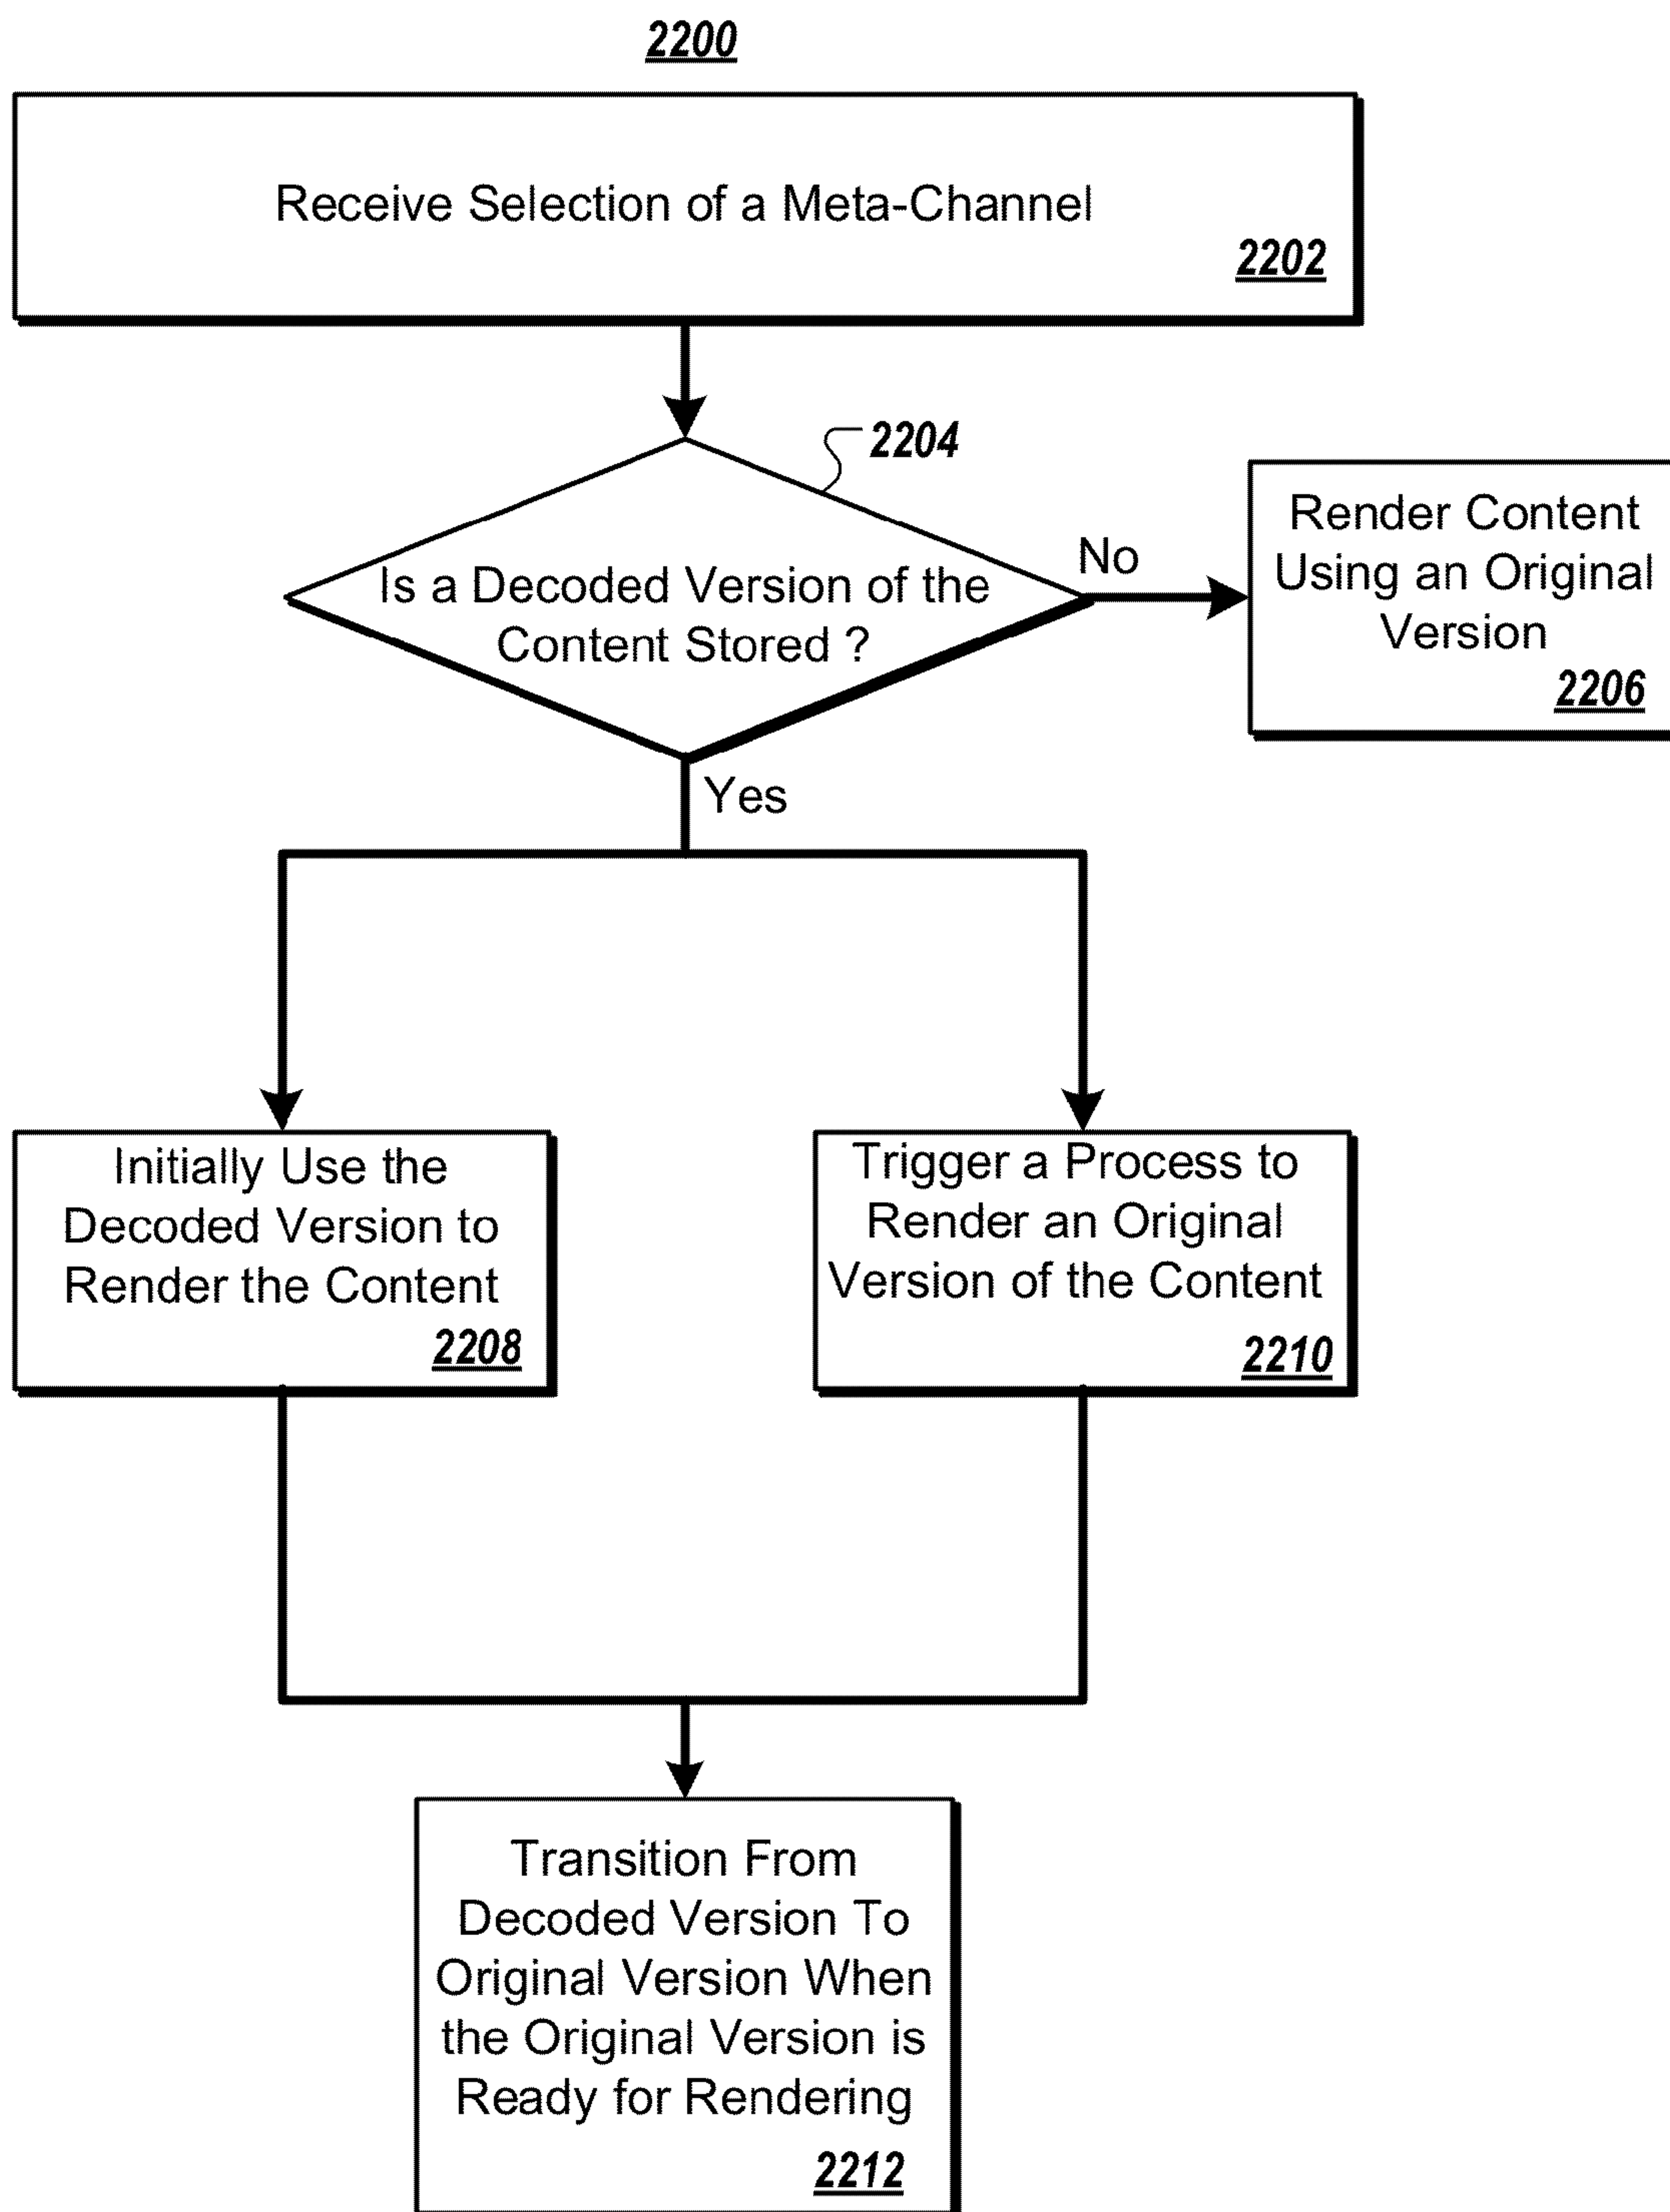 2200
Receive Selection of a Meta-Channel
2202
2204
Is a Decoded Version of the
Content Stored ?
No
Render Content
Using an Original
Version
2206
Yes
Initially Use the
Decoded Version to
Render the Content
2208
Trigger a Process to
Render an Original
Version of the Content
2210
Transition From
Decoded Version To
Original Version When
the Original Version is
Ready for Rendering
2212